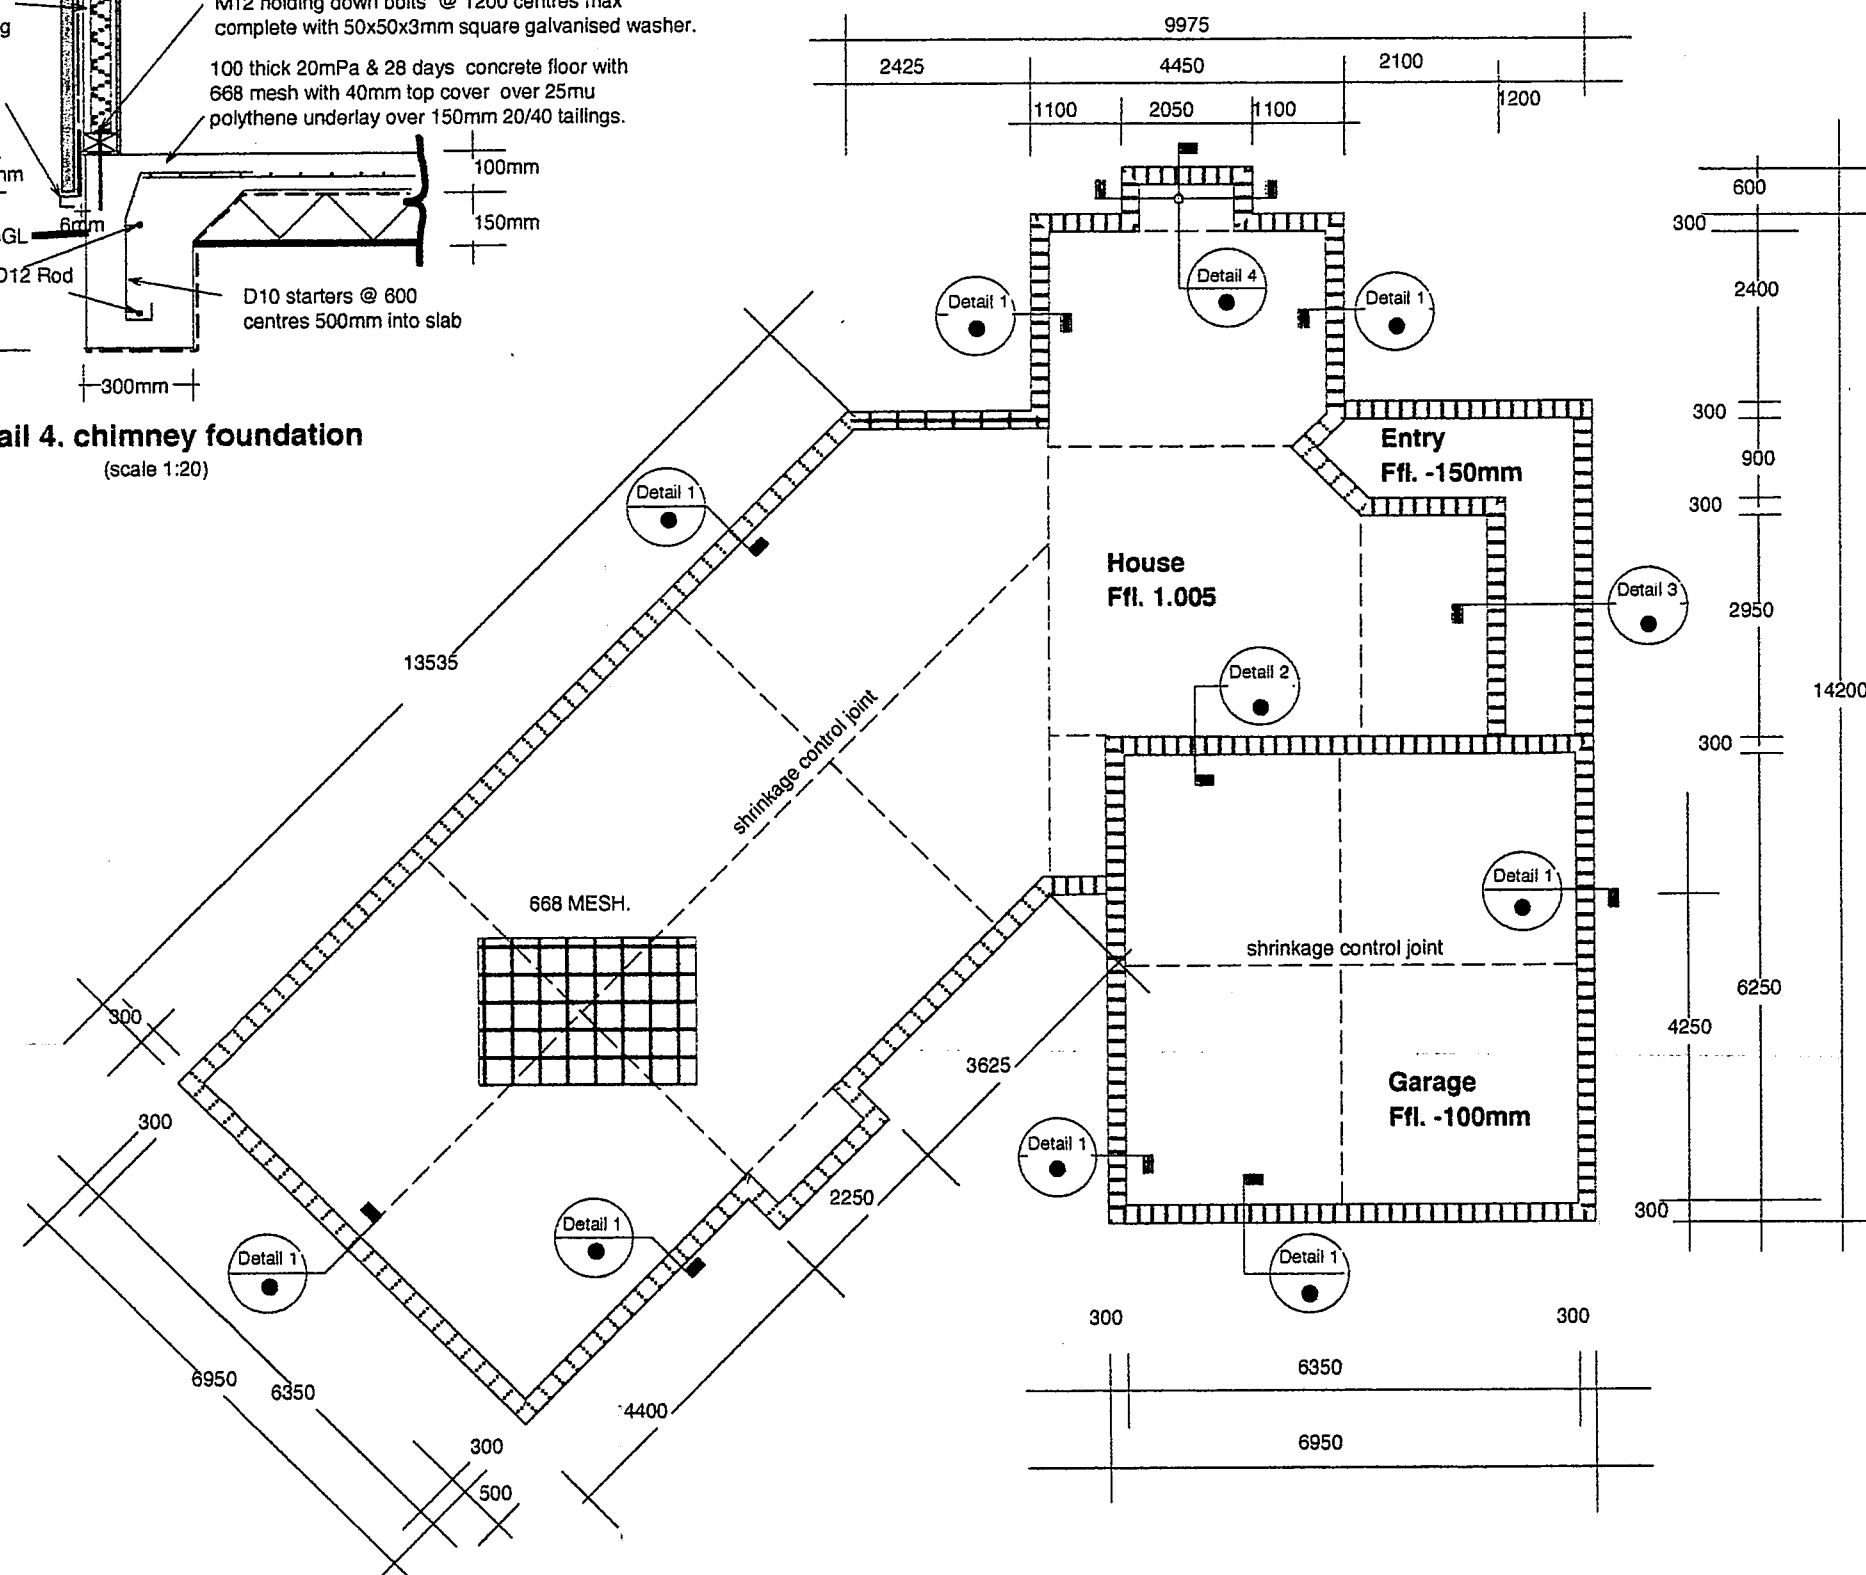 M12 holding down bolts @ 1200 centres max
complete with 50x50x3mm square galvanised washer.
100 thick 20mPa & 28 days concrete floor with
668 mesh with 40mm top cover over 25mu
polythene underlay over 150mm 20/40 tailings.
100mm
150mm
6mm
GL
D12 Rod
D10 starters @ 600
centres 500mm into slab
300mm
ail 4. chimney foundation
(scale 1:20)
9975
2425 4450 2100
1200
1100 2050 1100
600
300
2400
300
900
300
2950
14200
300
6250
4250
300
Detail 4
Detail 1
Detail 1
Entry
Ffl. -150mm
Detail 1
House
Ffl. 1.005
Detail 3
Detail 2
13535
shrinkage control joint
668 MESH.
Detail 1
shrinkage control joint
300
300
3625
Garage
Ffl. -100mm
Detail 1
2250
Detail 1
Detail 1
Detail 1
300 300
6350
6950
6950
6350
4400
300
500